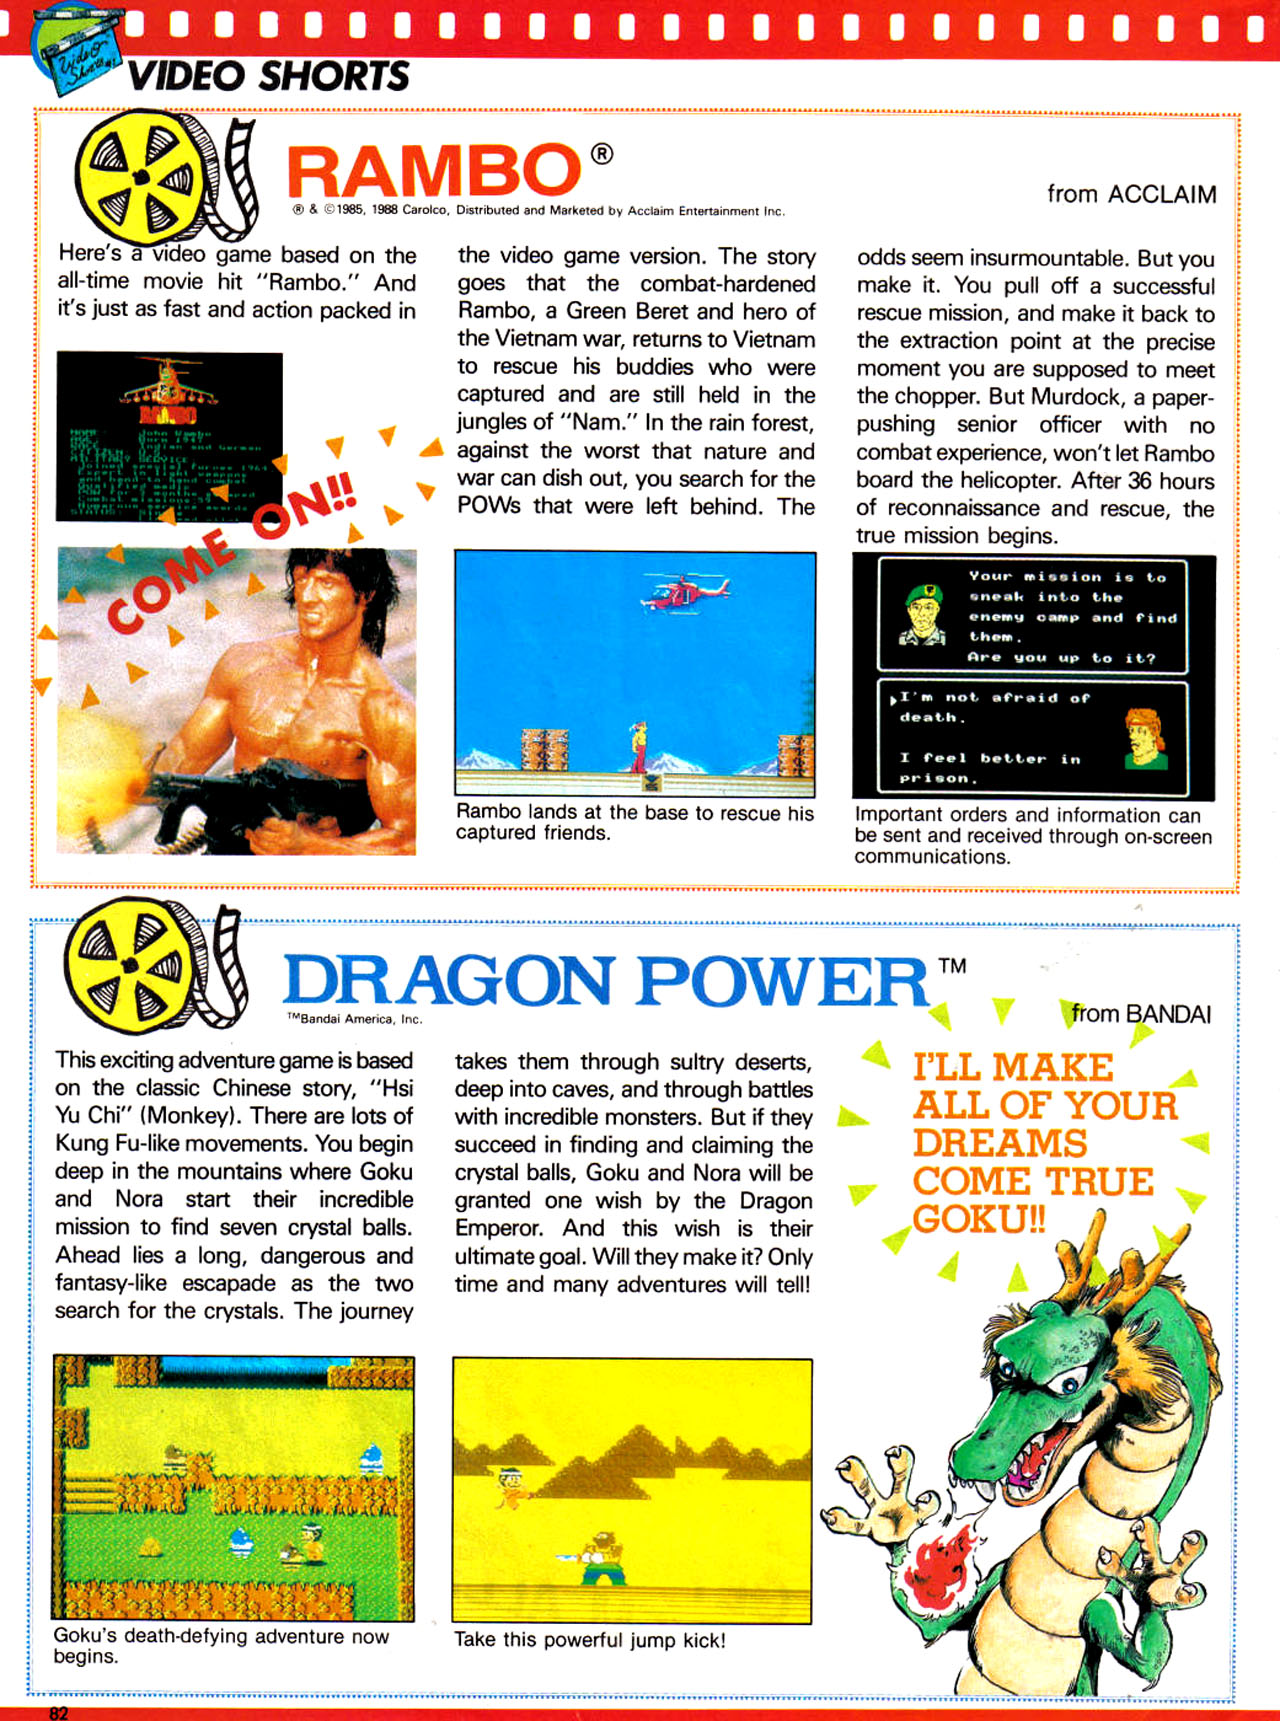 Video Shorts
VIDEO SHORTS
RAMBO®
® & ©1985, 1988 Carolco, Distributed and Marketed by Acclaim Entertainment Inc.
from ACCLAIM
Here's a video game based on the
all-time movie hit "Rambo." And
it's just as fast and action packed in
the video game version. The story
goes that the combat-hardened
Rambo, a Green Beret and hero of
the Vietnam war, returns to Vietnam
to rescue his buddies who were
captured and are still held in the
jungles of "Nam." In the rain forest,
against the worst that nature and
war can dish out, you search for the
POWs that were left behind. The
odds seem insurmountable. But you
make it. You pull off a successful
rescue mission, and make it back to
the extraction point at the precise
moment you are supposed to meet
the chopper. But Murdock, a paper-
pushing senior officer with no
combat experience, won't let Rambo
board the helicopter. After 36 hours
of reconnaissance and rescue, the
true mission begins.
RAMBO
John Rambo
Born 1947
Indian and German
COME ON!!
Rambo lands at the base to rescue his
captured friends.
Your mission is to
sneak into the
enemy camp and find
them.
Are you up to it?
I'm not afraid of
death.
I feel better in
prison.
Important orders and information can
be sent and received through on-screen
communications.
DRAGON POWER™
™Bandai America, Inc.
from BANDAI
This exciting adventure game is based
on the classic Chinese story, "Hsi
Yu Chi" (Monkey). There are lots of
Kung Fu-like movements. You begin
deep in the mountains where Goku
and Nora start their incredible
mission to find seven crystal balls.
Ahead lies a long, dangerous and
fantasy-like escapade as the two
search for the crystals. The journey
takes them through sultry deserts,
deep into caves, and through battles
with incredible monsters. But if they
succeed in finding and claiming the
crystal balls, Goku and Nora will be
granted one wish by the Dragon
Emperor. And this wish is their
ultimate goal. Will they make it? Only
time and many adventures will tell!
I'LL MAKE
ALL OF YOUR
DREAMS
COME TRUE
GOKU!!
Goku's death-defying adventure now
begins.
Take this powerful jump kick!
82